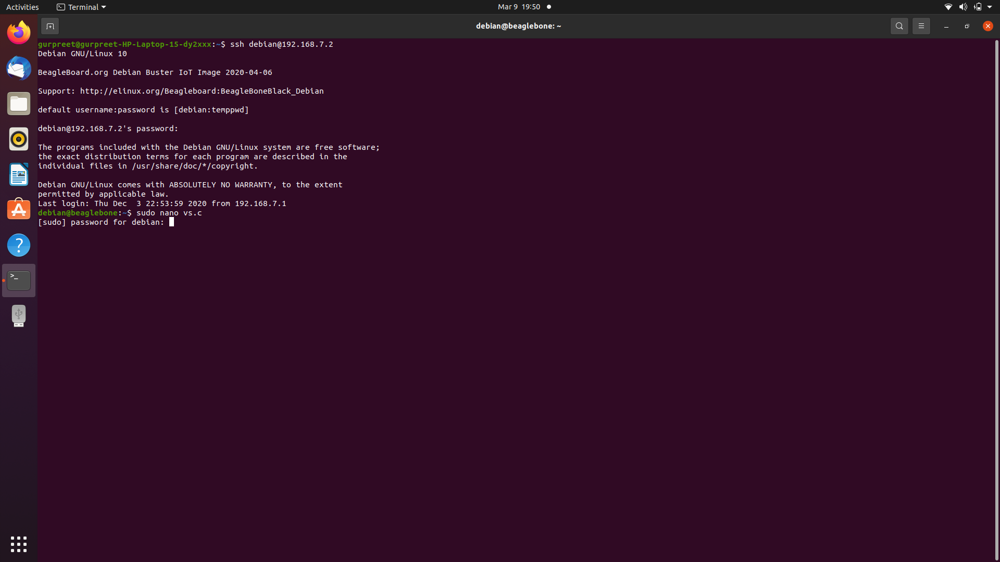 Activities
Terminal
Mar 9 19:50
debian@beaglebone: ~
gurpreet@gurpreet-HP-Laptop-15-dy2xxx:~$ ssh debian@192.168.7.2
Debian GNU/Linux 10
BeagleBoard.org Debian Buster IoT Image 2020-04-06
Support: http://elinux.org/Beagleboard:BeagleBoneBlack_Debian
default username:password is [debian:temppwd]
debian@192.168.7.2's password:
The programs included with the Debian GNU/Linux system are free software;
the exact distribution terms for each program are described in the
individual files in /usr/share/doc/*/copyright.
Debian GNU/Linux comes with ABSOLUTELY NO WARRANTY, to the extent
permitted by applicable law.
Last login: Thu Dec  3 22:53:59 2020 from 192.168.7.1
debian@beaglebone:~$ sudo nano vs.c
[sudo] password for debian: